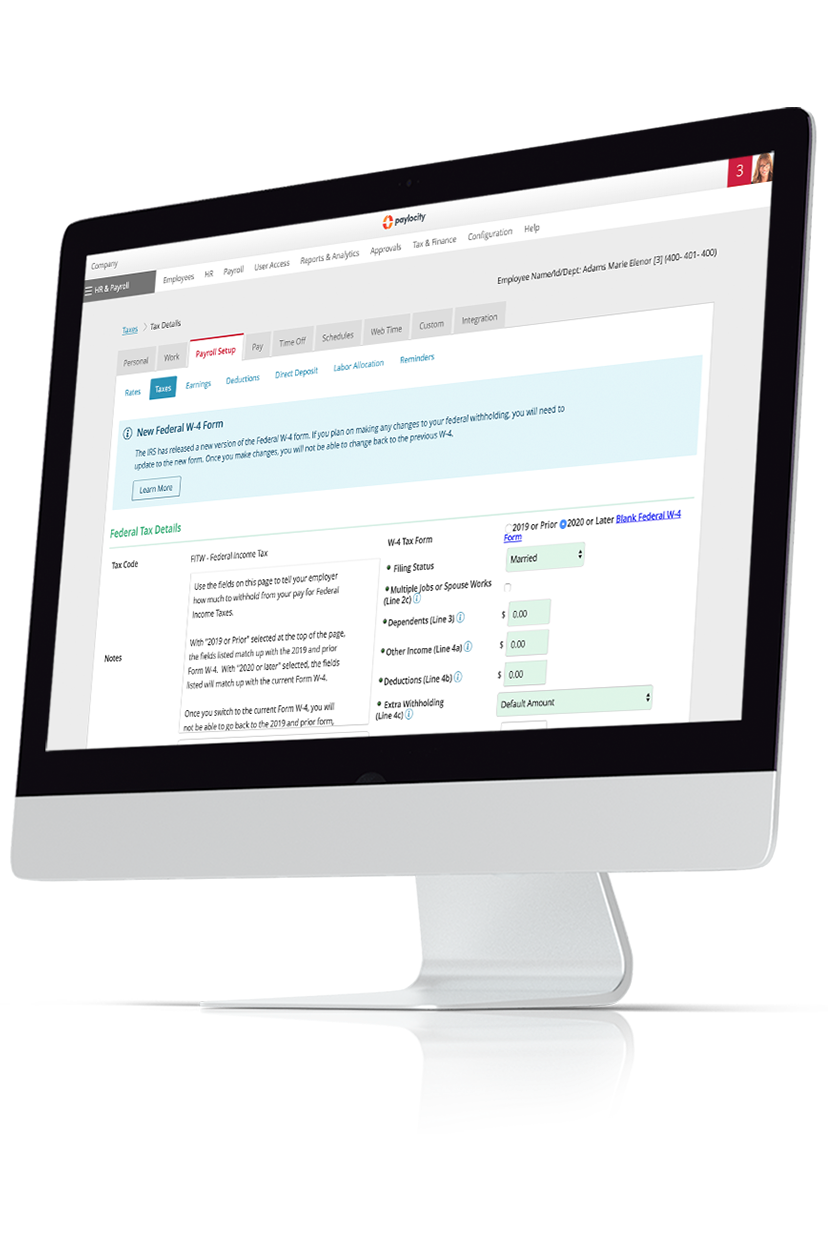 paylocity
3
Company
HR & Payroll
Employees HR Payroll User Access Reports & Analytics Approvals Tax & Finance Configuration Help
Employee Name/Id/Dept: Adams Marie Elenor [3] (400- 401- 400)
Taxes > Tax Details
Personal Work Payroll Setup Pay Time Off Schedules Web Time Custom Integration
Rates Taxes Earnings Deductions Direct Deposit Labor Allocation Reminders
New Federal W-4 Form
The IRS has released a new version of the Federal W-4 form. If you plan on making any changes to your federal withholding, you will need to
update to the new form. Once you make changes, you will not be able to change back to the previous W-4.
Learn More
Federal Tax Details
Tax Code
FITW - Federal Income Tax
Notes
Use the fields on this page to tell your employer
how much to withhold from your pay for Federal
Income Taxes.
With "2019 or Prior" selected at the top of the page,
the fields listed match up with the 2019 and prior
Form W-4. With "2020 or later" selected, the fields
listed will match up with the current Form W-4.
Once you switch to the current Form W-4, you will
not be able to go back to the 2019 and prior form,
W-4 Tax Form
2019 or Prior 2020 or Later Blank Federal W-4
Form
Filing Status
Married
Multiple Jobs or Spouse Works
(Line 2c)
Dependents (Line 3)
$ 0.00
Other Income (Line 4a)
$ 0.00
Deductions (Line 4b)
$ 0.00
Extra Withholding
(Line 4c)
Default Amount